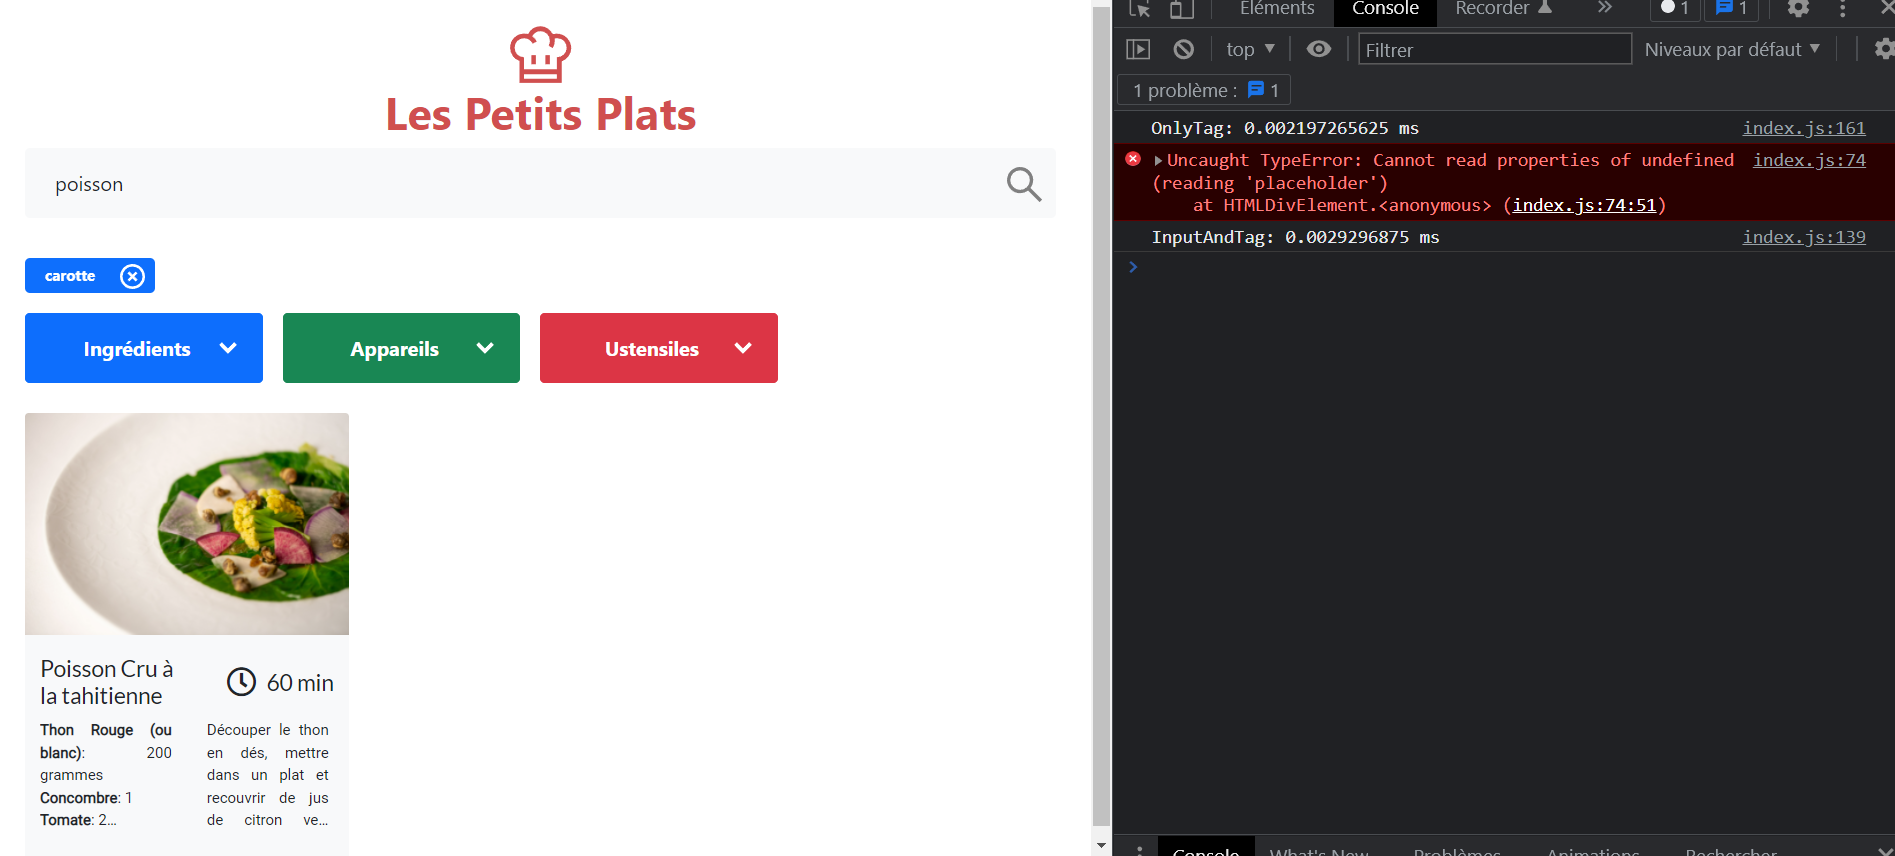 Les Petits Plats
poisson
carotte
Ingrédients
Appareils
Ustensiles
Poisson Cru à
la tahitienne
60 min
Thon Rouge (ou
blanc): 200
grammes
Concombre: 1
Tomate: 2...
Découper le thon
en dés, mettre
dans un plat et
recouvrir de jus
de citron ve...
Eléments Console Recorder » 1 1
top ▼ Filtrer Niveaux par défaut ▼
1 problème : 1
OnlyTag: 0.002197265625 ms index.js:161
Uncaught TypeError: Cannot read properties of undefined index.js:74
(reading 'placeholder')
at HTMLDivElement.<anonymous> (index.js:74:51)
InputAndTag: 0.0029296875 ms index.js:139
Console What's New Problèmes Animations Rechercher